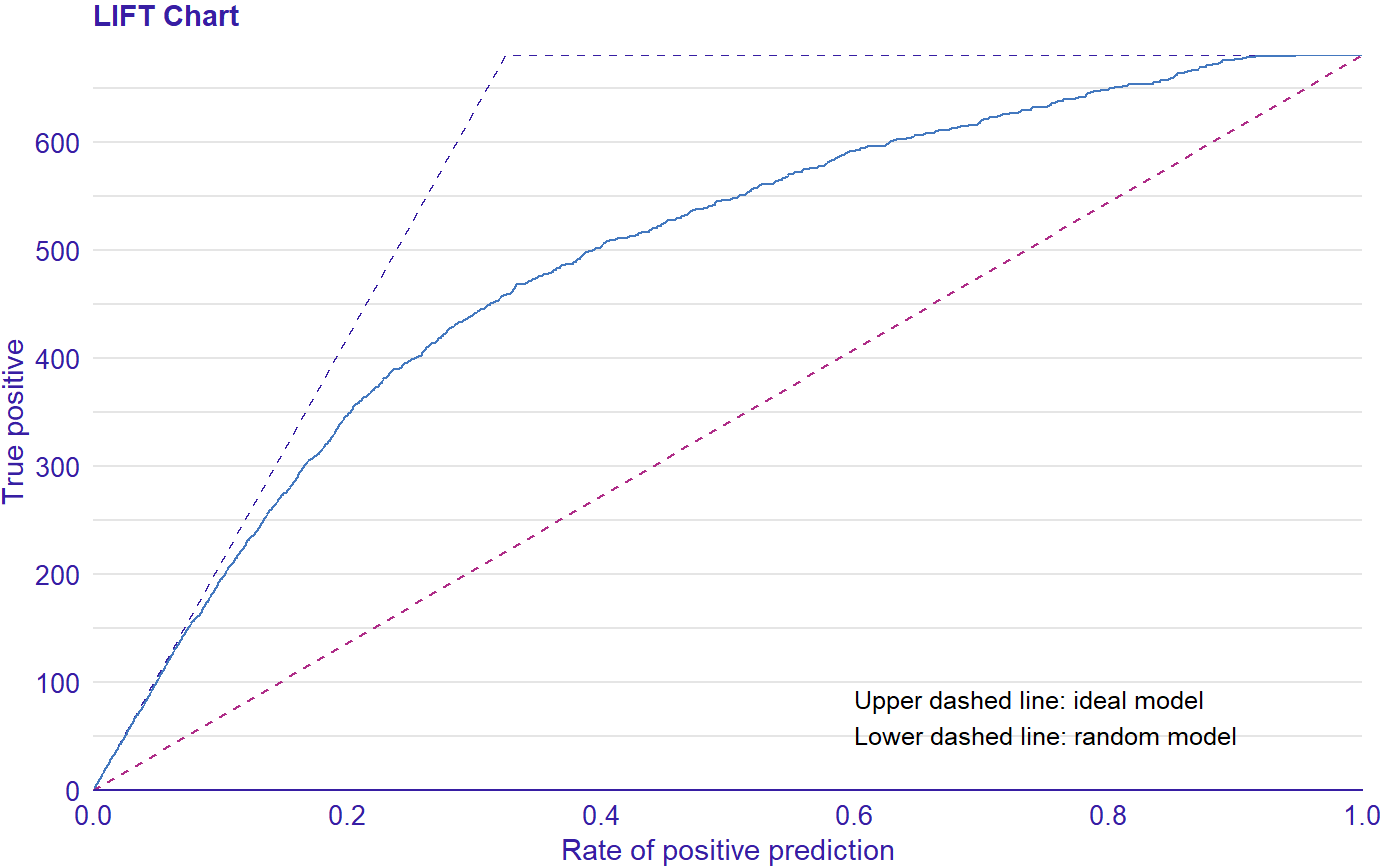 LIFT Chart
True positive
600
500
400
300
200
100
0
Upper dashed line: ideal model
Lower dashed line: random model
0.0 0.2 0.4 0.6 0.8 1.0
Rate of positive prediction